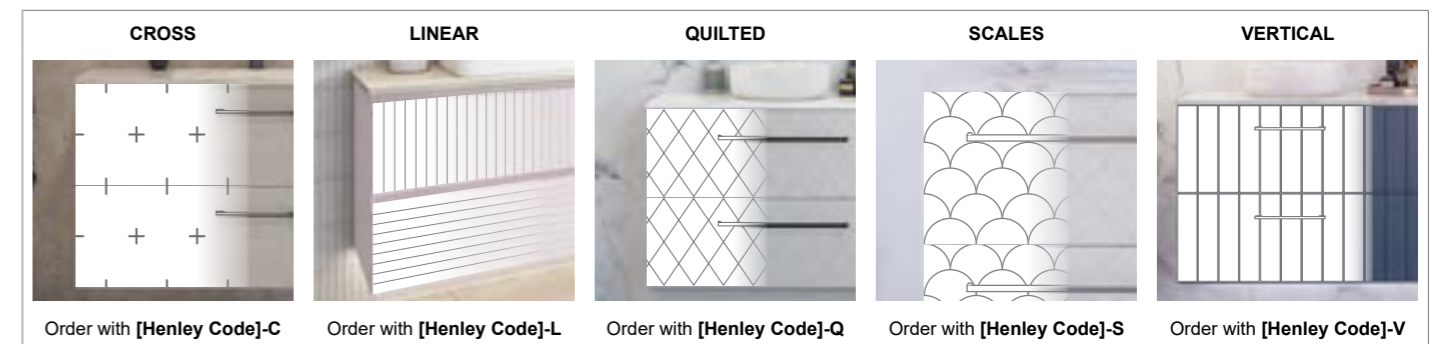 CROSS
LINEAR
QUILTED
SCALES
VERTICAL
Order with [Henley Code]-C
Order with [Henley Code]-L
Order with [Henley Code]-Q
Order with [Henley Code]-S
Order with [Henley Code]-V